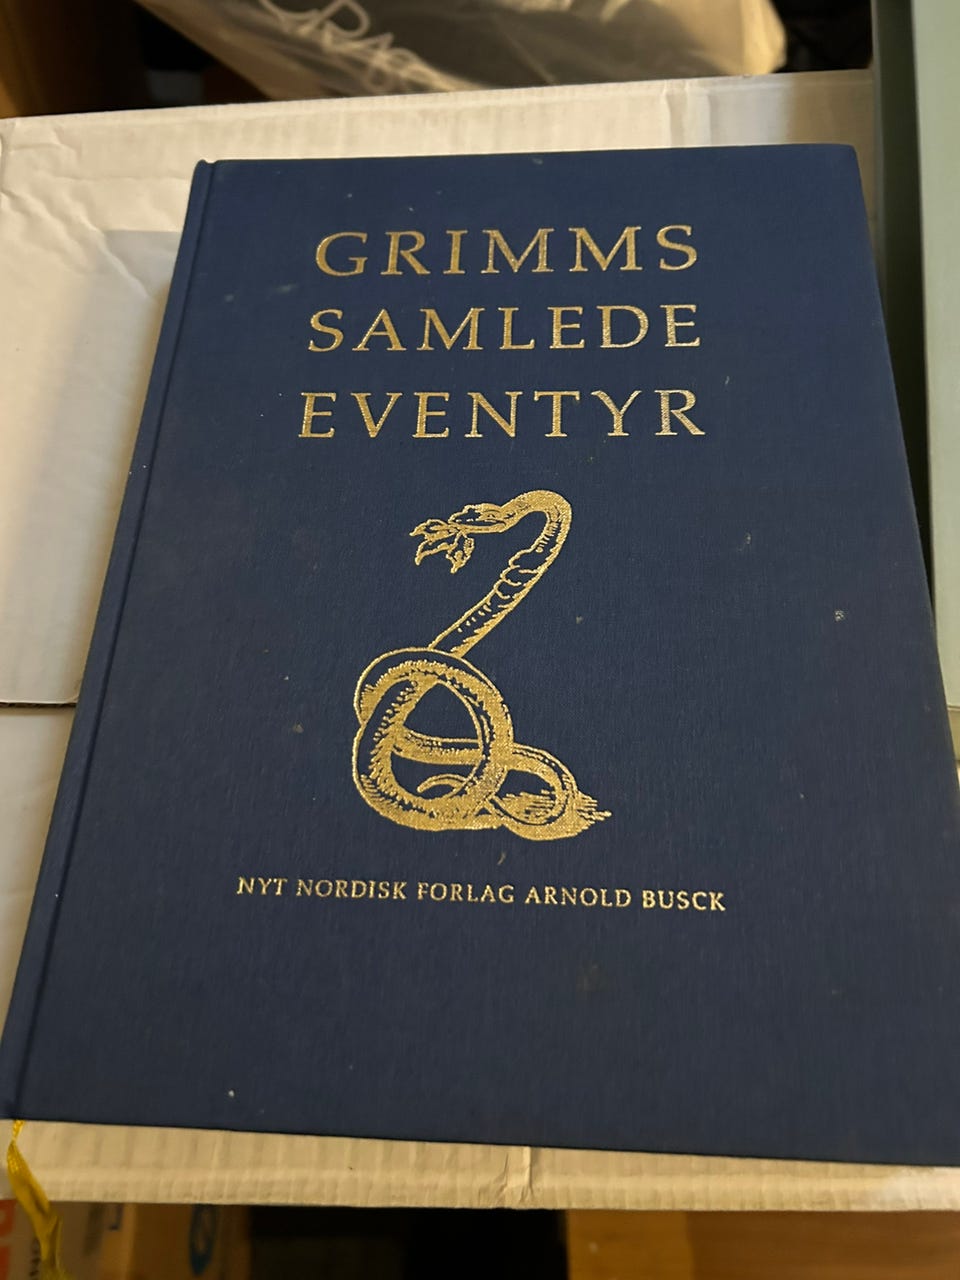 GRIMMS
SAMLEDE
EVENTYR
NYT NORDISK FORLAG ARNOLD BUSCK